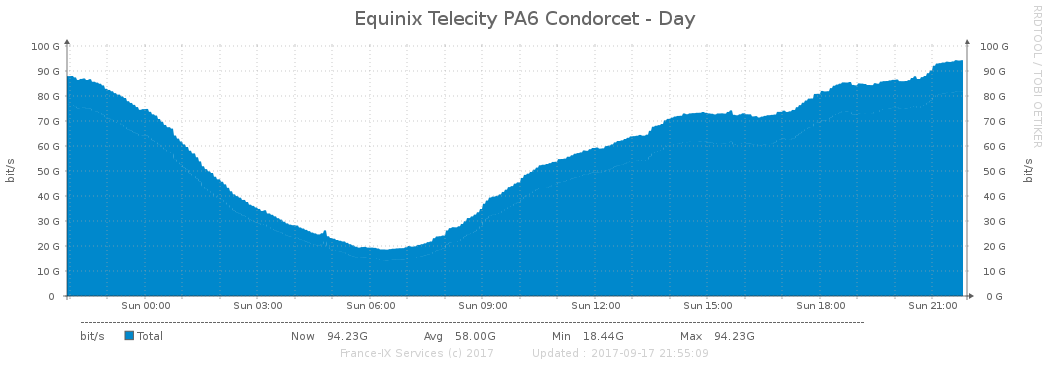 Equinix Telecity PA6 Condorcet - Day
RRDTOOL / TOBI OETIKER
bit/s
100 G 100 G
90 G 90 G
80 G 80 G
70 G 70 G
60 G 60 G
50 G 50 G
40 G 40 G
30 G 30 G
20 G 20 G
10 G 10 G
0 0 G
bit/s
Sun 00:00 Sun 03:00 Sun 06:00 Sun 09:00 Sun 12:00 Sun 15:00 Sun 18:00 Sun 21:00
bit/s Total Now 94.23G Avg 58.00G Min 18.44G Max 94.23G
France-IX Services (c) 2017 Updated : 2017-09-17 21:55:09